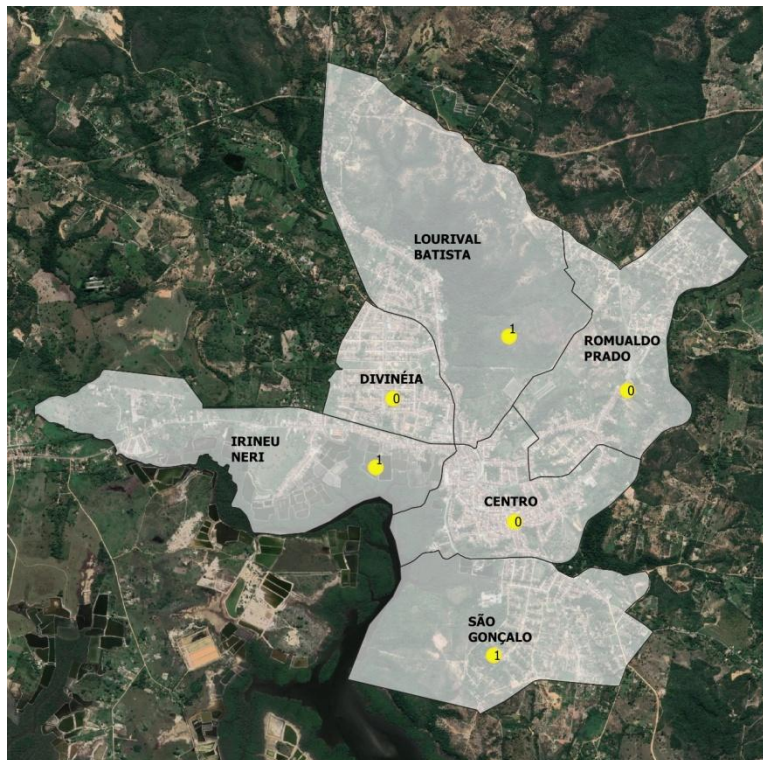 LOURIVAL
BATISTA
1
ROMUALDO
PRADO
DIVINÉIA
0
0
IRINEU
NERI
1
CENTRO
0
SÃO
GONÇALO
1